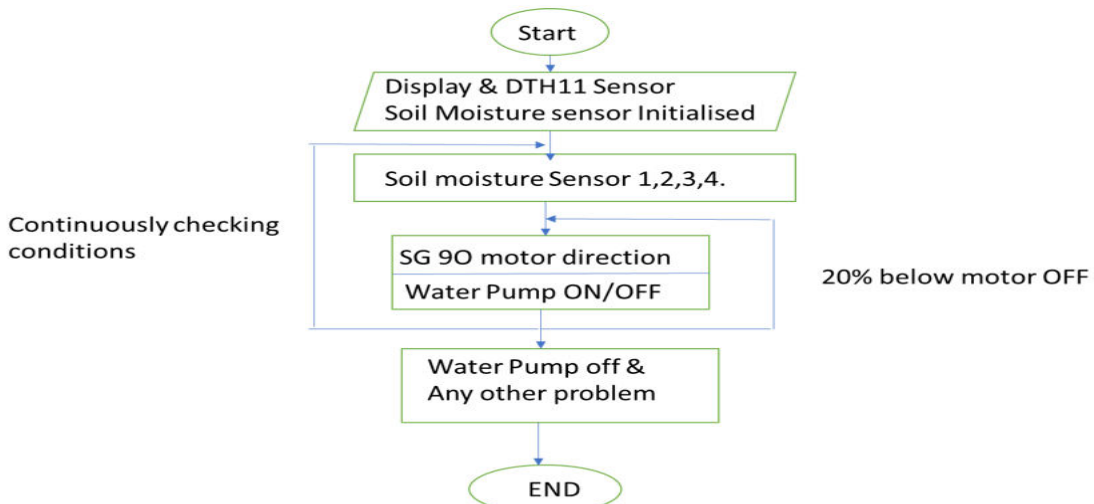 Start
Display & DTH11 Sensor
Soil Moisture sensor Initialised
Soil moisture Sensor 1,2,3,4.
Continuously checking
conditions
SG 9O motor direction
Water Pump ON/OFF
20% below motor OFF
Water Pump off &
Any other problem
END